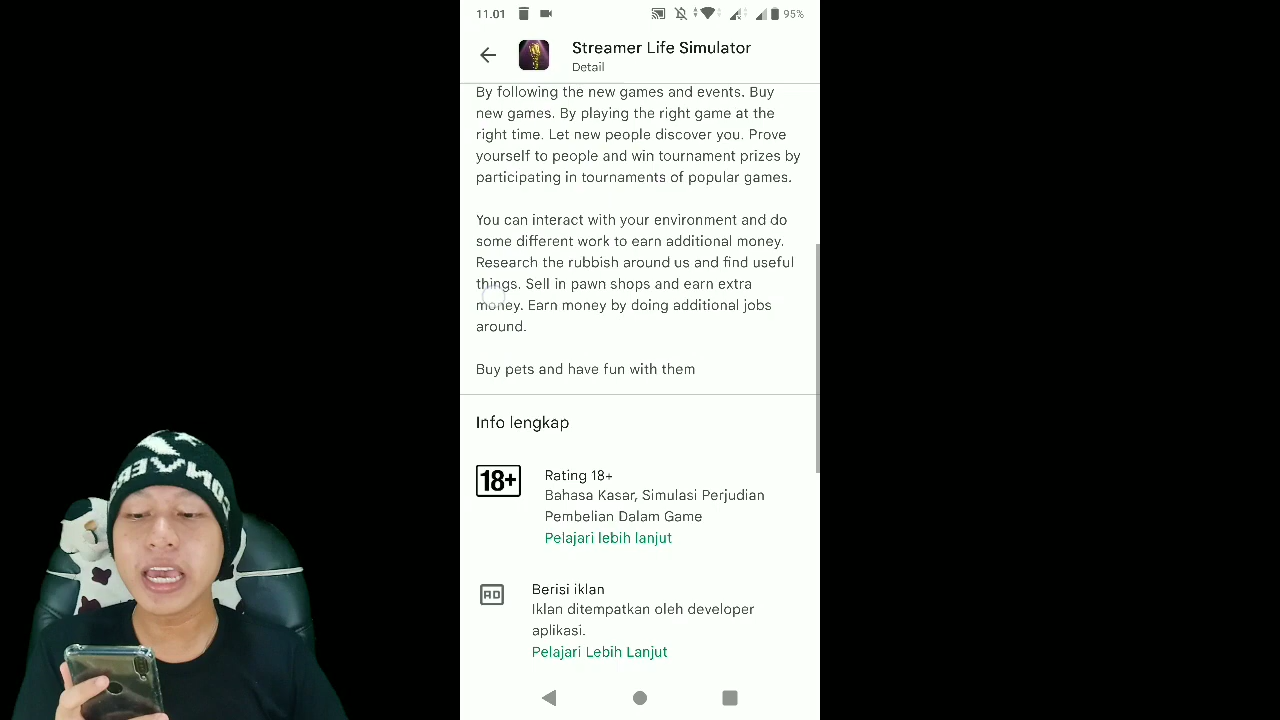 11.01
95%
Streamer Life Simulator
Detail
By following the new games and events. Buy
new games. By playing the right game at the
right time. Let new people discover you. Prove
yourself to people and win tournament prizes by
participating in tournaments of popular games.
You can interact with your environment and do
some different work to earn additional money.
Research the rubbish around us and find useful
things. Sell in pawn shops and earn extra
money. Earn money by doing additional jobs
around.
Buy pets and have fun with them
Info lengkap
18+
Rating 18+
Bahasa Kasar, Simulasi Perjudian
Pembelian Dalam Game
Pelajari lebih lanjut
AD
Berisi iklan
Iklan ditempatkan oleh developer
aplikasi.
Pelajari Lebih Lanjut
CONVERS